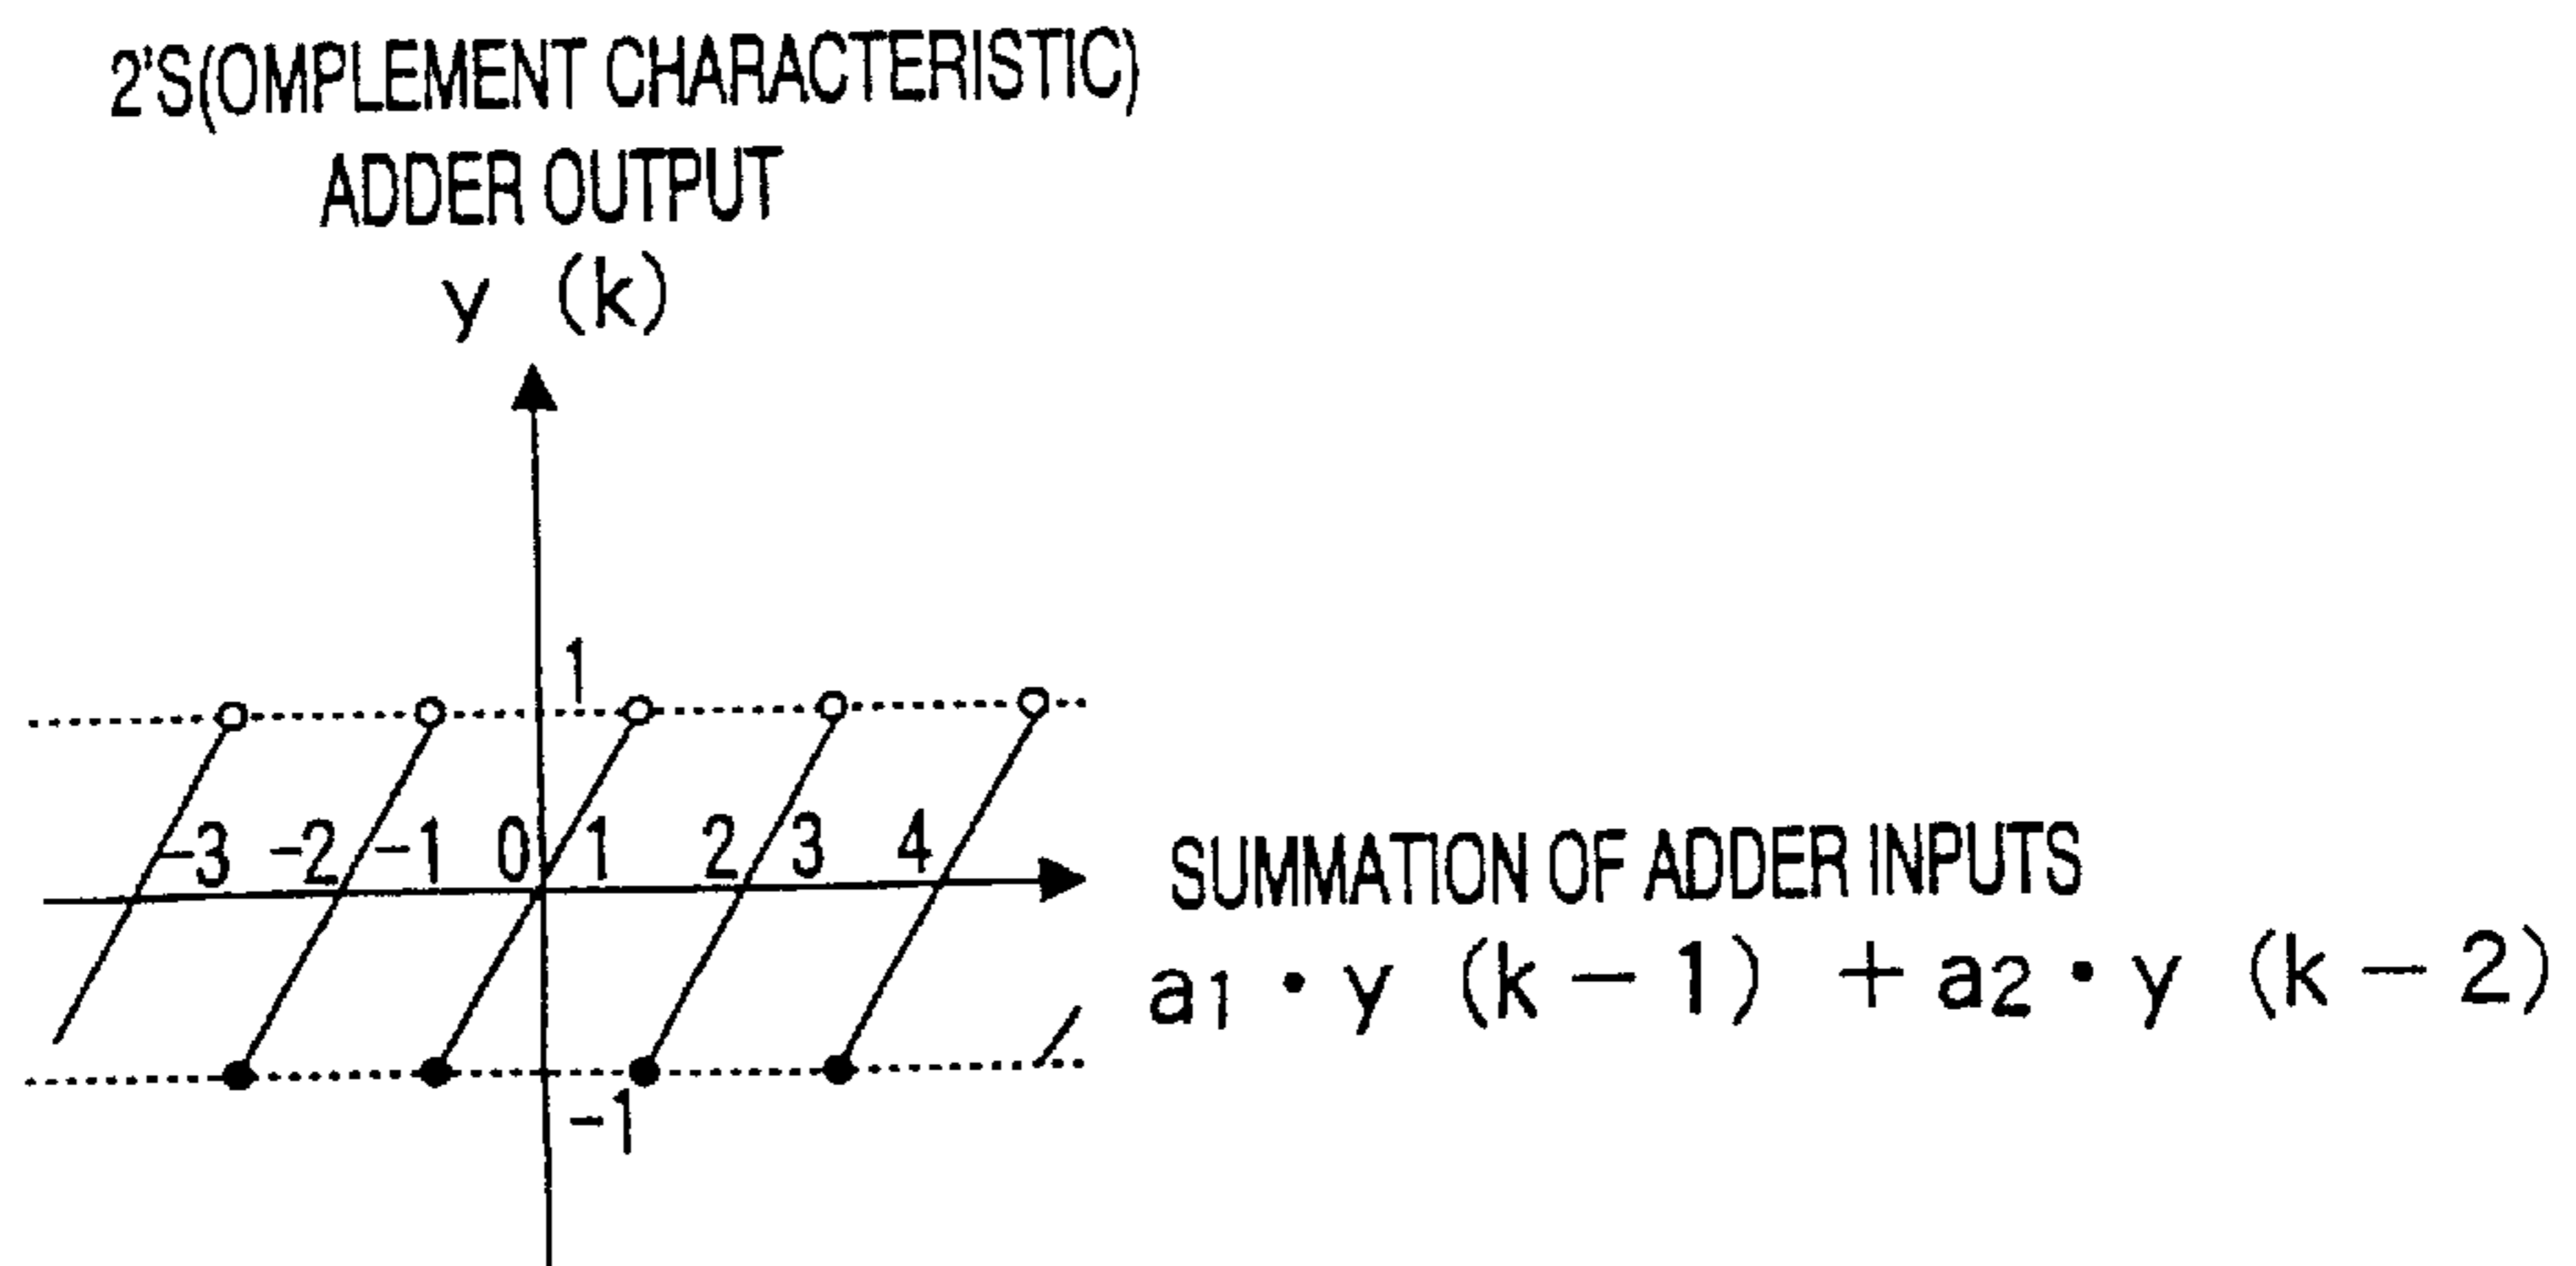 2'S(OMPLEMENT CHARACTERISTIC)
ADDER OUTPUT
y (k)
1
-3 -2 -1 0 1 2 3 4
SUMMATION OF ADDER INPUTS
a1 · y (k - 1) + a2 · y (k - 2)
-1